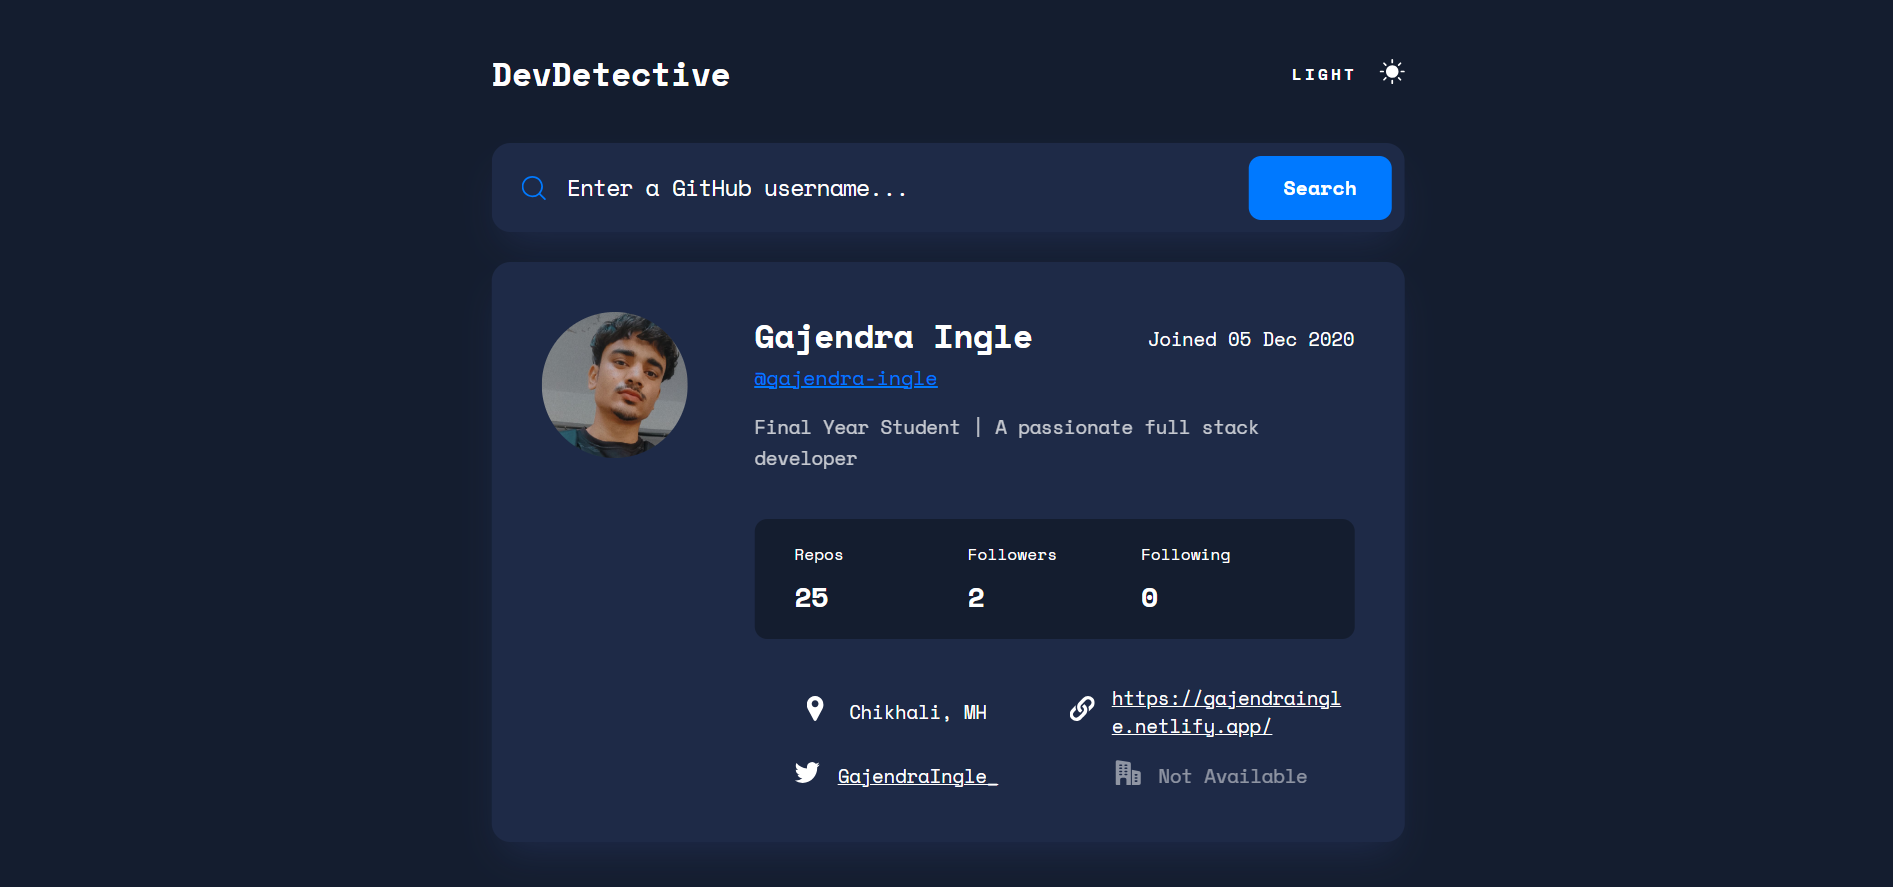 DevDetective
LIGHT
Enter a GitHub username...
Search
Gajendra Ingle
Joined 05 Dec 2020
@gajendra-ingle
Final Year Student | A passionate full stack
developer
Repos Followers Following
25 2 0
Chikhali, MH
https://gajendraingl
e.netlify.app/
GajendraIngle_
Not Available